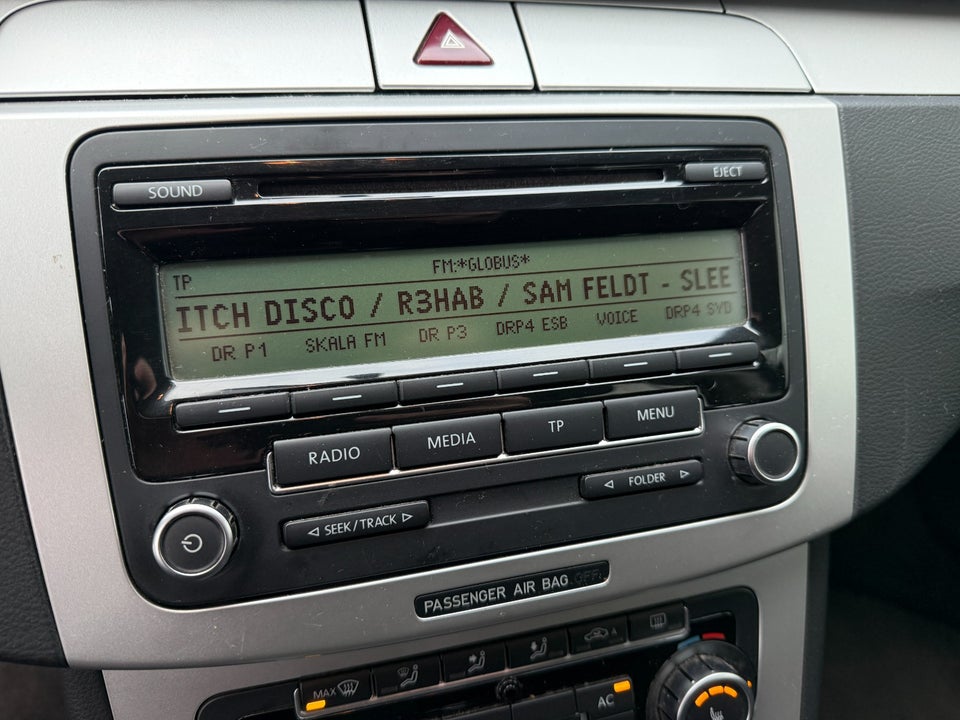 SOUND
EJECT
FM:*GLOBUS*
TP
ITCH DISCO / R3HAB / SAM FELDT - SLEE
DR P1 SKALA FM DR P3 DRP4 ESB VOICE DRP4 SYD
RADIO MEDIA TP MENU
◁ FOLDER ▷
◁ SEEK/TRACK ▷
PASSENGER AIR BAG OFF
MAX
AC